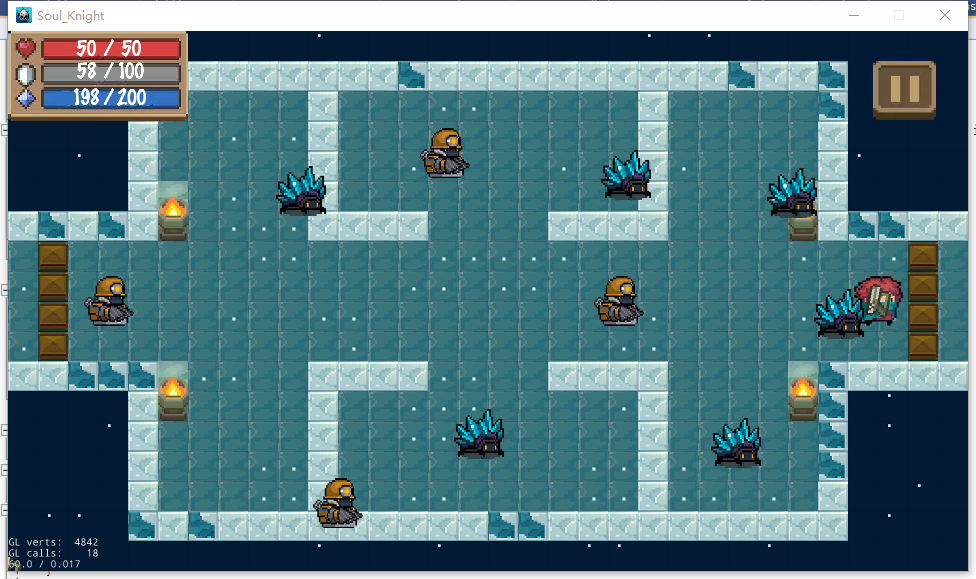 Soul_Knight
50 / 50
58 / 100
198 / 200
GL verts: 4842
GL calls: 18
60.0 / 0.017